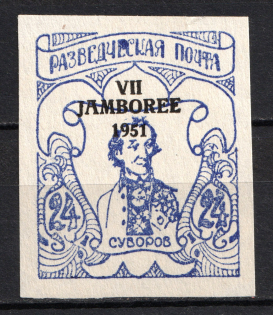 РАЗВЕДЧЕСКАЯ ПОЧТА
VII
JAMBOREE
1951
24 24
СУВОРОВ